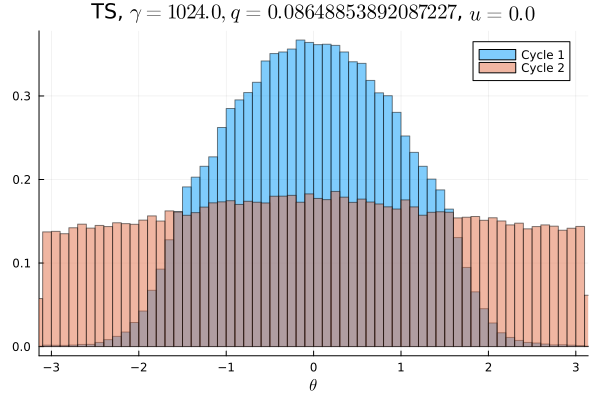 TS, γ = 1024.0, q = 0.08648853892087227, u = 0.0
Cycle 1
Cycle 2
0.3
0.2
0.1
0.0
−3 −2 −1 0 1 2 3
θ